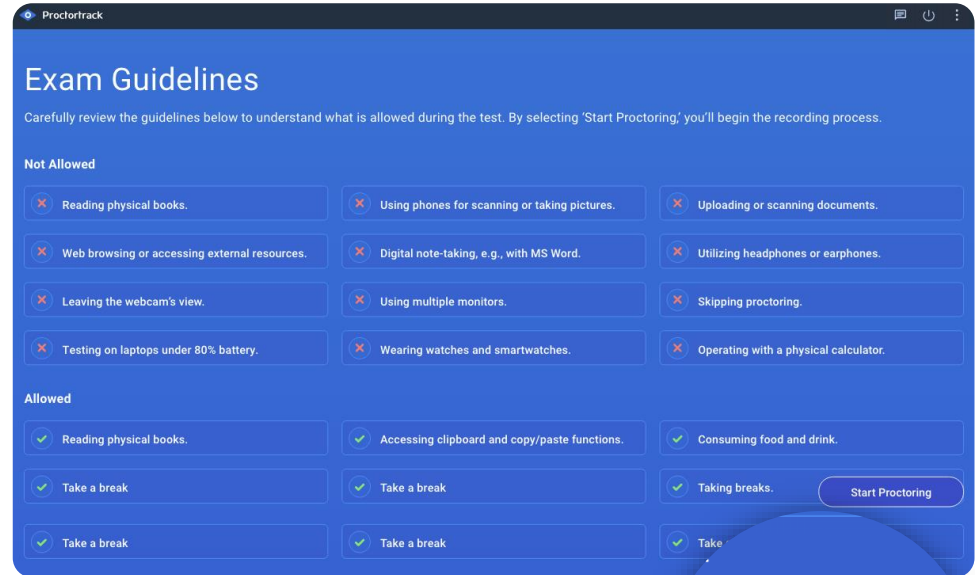 Proctortrack
Exam Guidelines
Carefully review the guidelines below to understand what is allowed during the test. By selecting ‘Start Proctoring,’ you’ll begin the recording process.
Not Allowed
Reading physical books.
Using phones for scanning or taking pictures.
Uploading or scanning documents.
Web browsing or accessing external resources.
Digital note-taking, e.g., with MS Word.
Utilizing headphones or earphones.
Leaving the webcam’s view.
Using multiple monitors.
Skipping proctoring.
Testing on laptops under 80% battery.
Wearing watches and smartwatches.
Operating with a physical calculator.
Allowed
Reading physical books.
Accessing clipboard and copy/paste functions.
Consuming food and drink.
Take a break
Take a break
Taking breaks.
Start Proctoring
Take a break
Take a break
Take